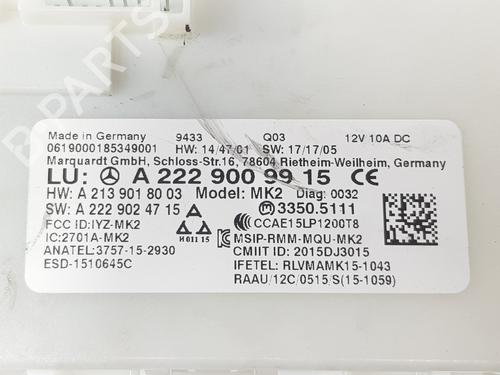 B PARTS
Made in Germany 9433 Q03 12V 10A DC
0619000185349001 HW: 14/47/01 SW: 17/17/05
Marquardt GmbH, Schloss-Str.16, 78604 Rietheim-Weilheim, Germany
LU: A 222 900 99 15 CE
HW: A 213 901 80 03 Model: MK2 Diag: 0032
SW: A 222 902 47 15 3350.5111
FCC ID:IYZ-MK2 CCAE15LP1200T8
IC:2701A-MK2 И 011 15 MSIP-RMM-MQU-MK2
ANATEL:3757-15-2930 CMIIT ID: 2015DJ3015
ESD-1510645C IFETEL: RLVMAMK15-1043
RAAU/12C/0515/S(15-1059)